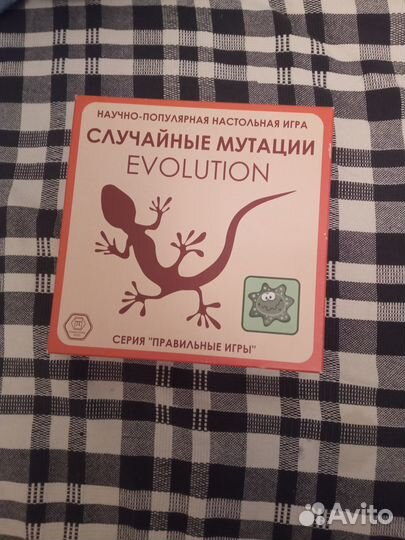 НАУЧНО-ПОПУЛЯРНАЯ НАСТОЛЬНАЯ ИГРА
СЛУЧАЙНЫЕ МУТАЦИИ
EVOLUTION
СЕРИЯ "ПРАВИЛЬНЫЕ ИГРЫ"
Avito